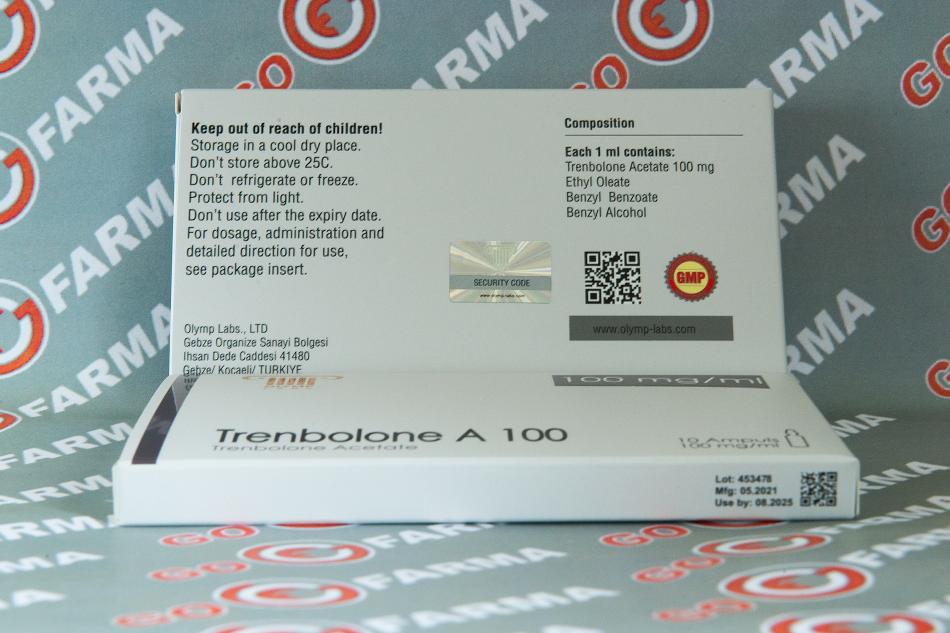 Keep out of reach of children!
Storage in a cool dry place.
Don't store above 25C.
Don't refrigerate or freeze.
Protect from light.
Don't use after the expiry date.
For dosage, administration and
detailed direction for use,
see package insert.
Olymp Labs., LTD
Gebze Organize Sanayi Bolgesi
Ihsan Dede Caddesi 41480
Gebze/ Kocaeli/ TURKIYE
Composition
Each 1 ml contains:
Trenbolone Acetate 100 mg
Ethyl Oleate
Benzyl Benzoate
Benzyl Alcohol
SECURITY CODE
www.olymp-labs.com
GMP
www.olymp-labs.com
100 mg/ml
Trenbolone A 100
Trenbolone Acetate
10 Ampuls
100 mg/ml
Lot: 453478
Mfg: 05.2021
Use by: 08.2025
GO FARMA